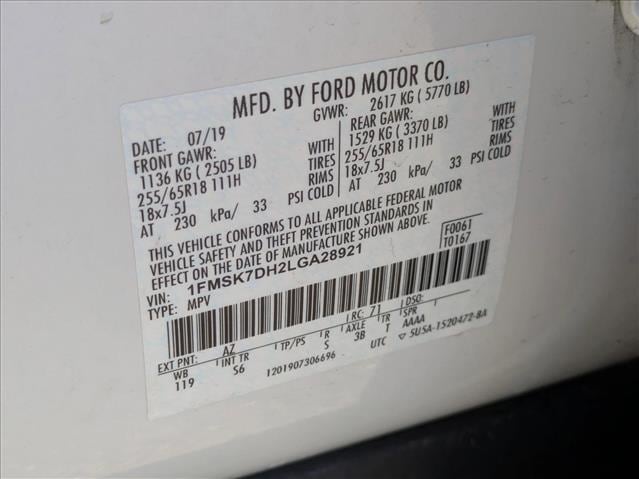 MFD. BY FORD MOTOR CO.
DATE: 07/19 GVWR: 2617 KG ( 5770 LB)
FRONT GAWR: REAR GAWR:
1136 KG ( 2505 LB) WITH 1529 KG ( 3370 LB) WITH
255/65R18 111H TIRES 255/65R18 111H TIRES
18x7.5J RIMS 18x7.5J RIMS
AT 230 kPa/ 33 PSI COLD AT 230 kPa/ 33 PSI COLD
THIS VEHICLE CONFORMS TO ALL APPLICABLE FEDERAL MOTOR
VEHICLE SAFETY AND THEFT PREVENTION STANDARDS IN
EFFECT ON THE DATE OF MANUFACTURE SHOWN ABOVE.
VIN: 1FMSK7DH2LGA28921 F0061
TYPE: MPV T0167
EXT PNT: AZ RC: 71 DSO:
WB INT TR TP/PS R AXLE TR SPR
119 S6 S 3B T AAAA
1201907306696 UTC ▽ 5U5A-1520472-BA